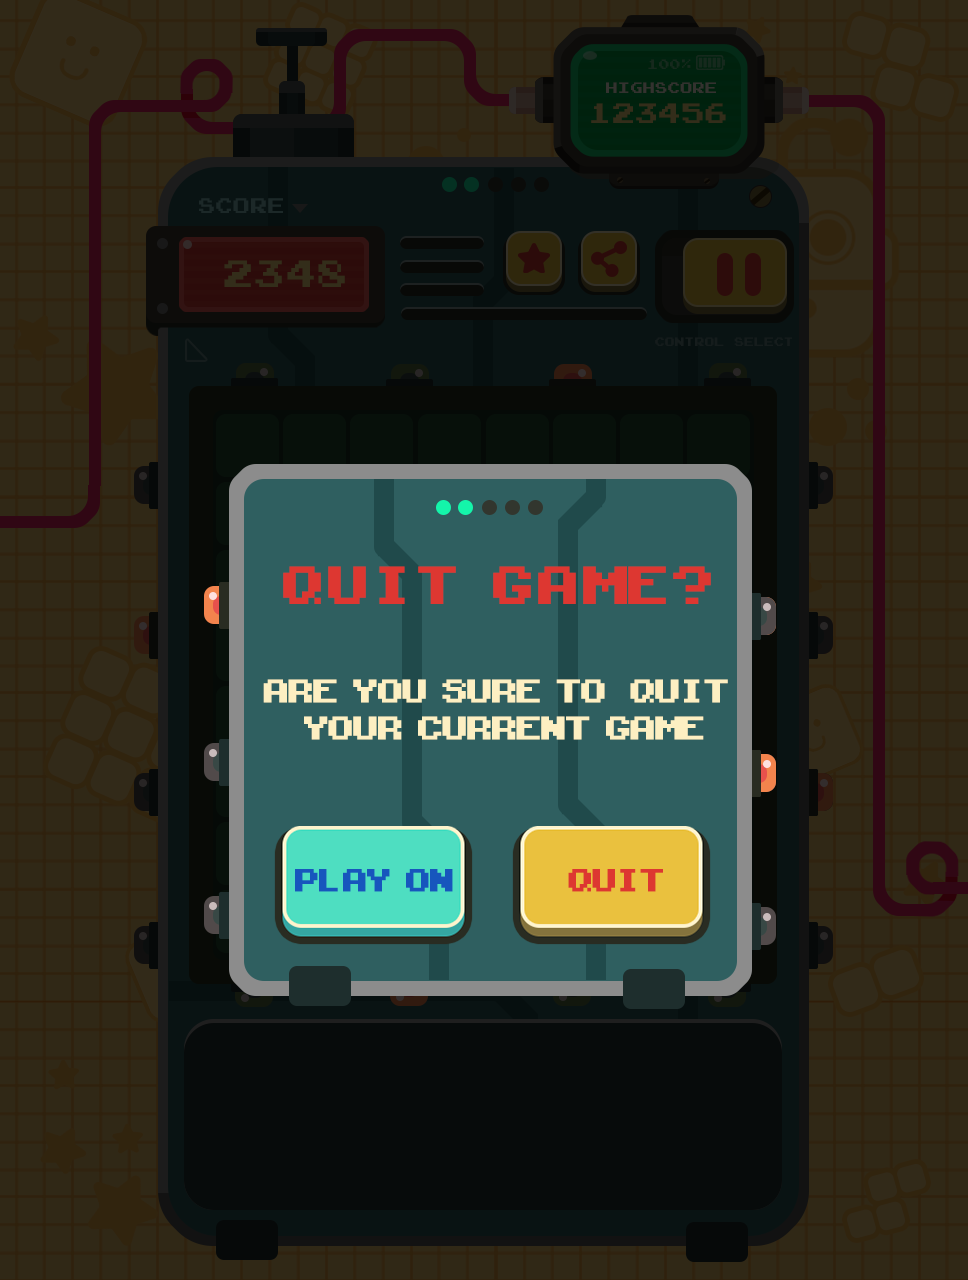 100%
HIGHSCORE
123456
SCORE
2348
CONTROL SELECT
QUIT GAME?
ARE YOU SURE TO QUIT
YOUR CURRENT GAME
PLAY ON
QUIT